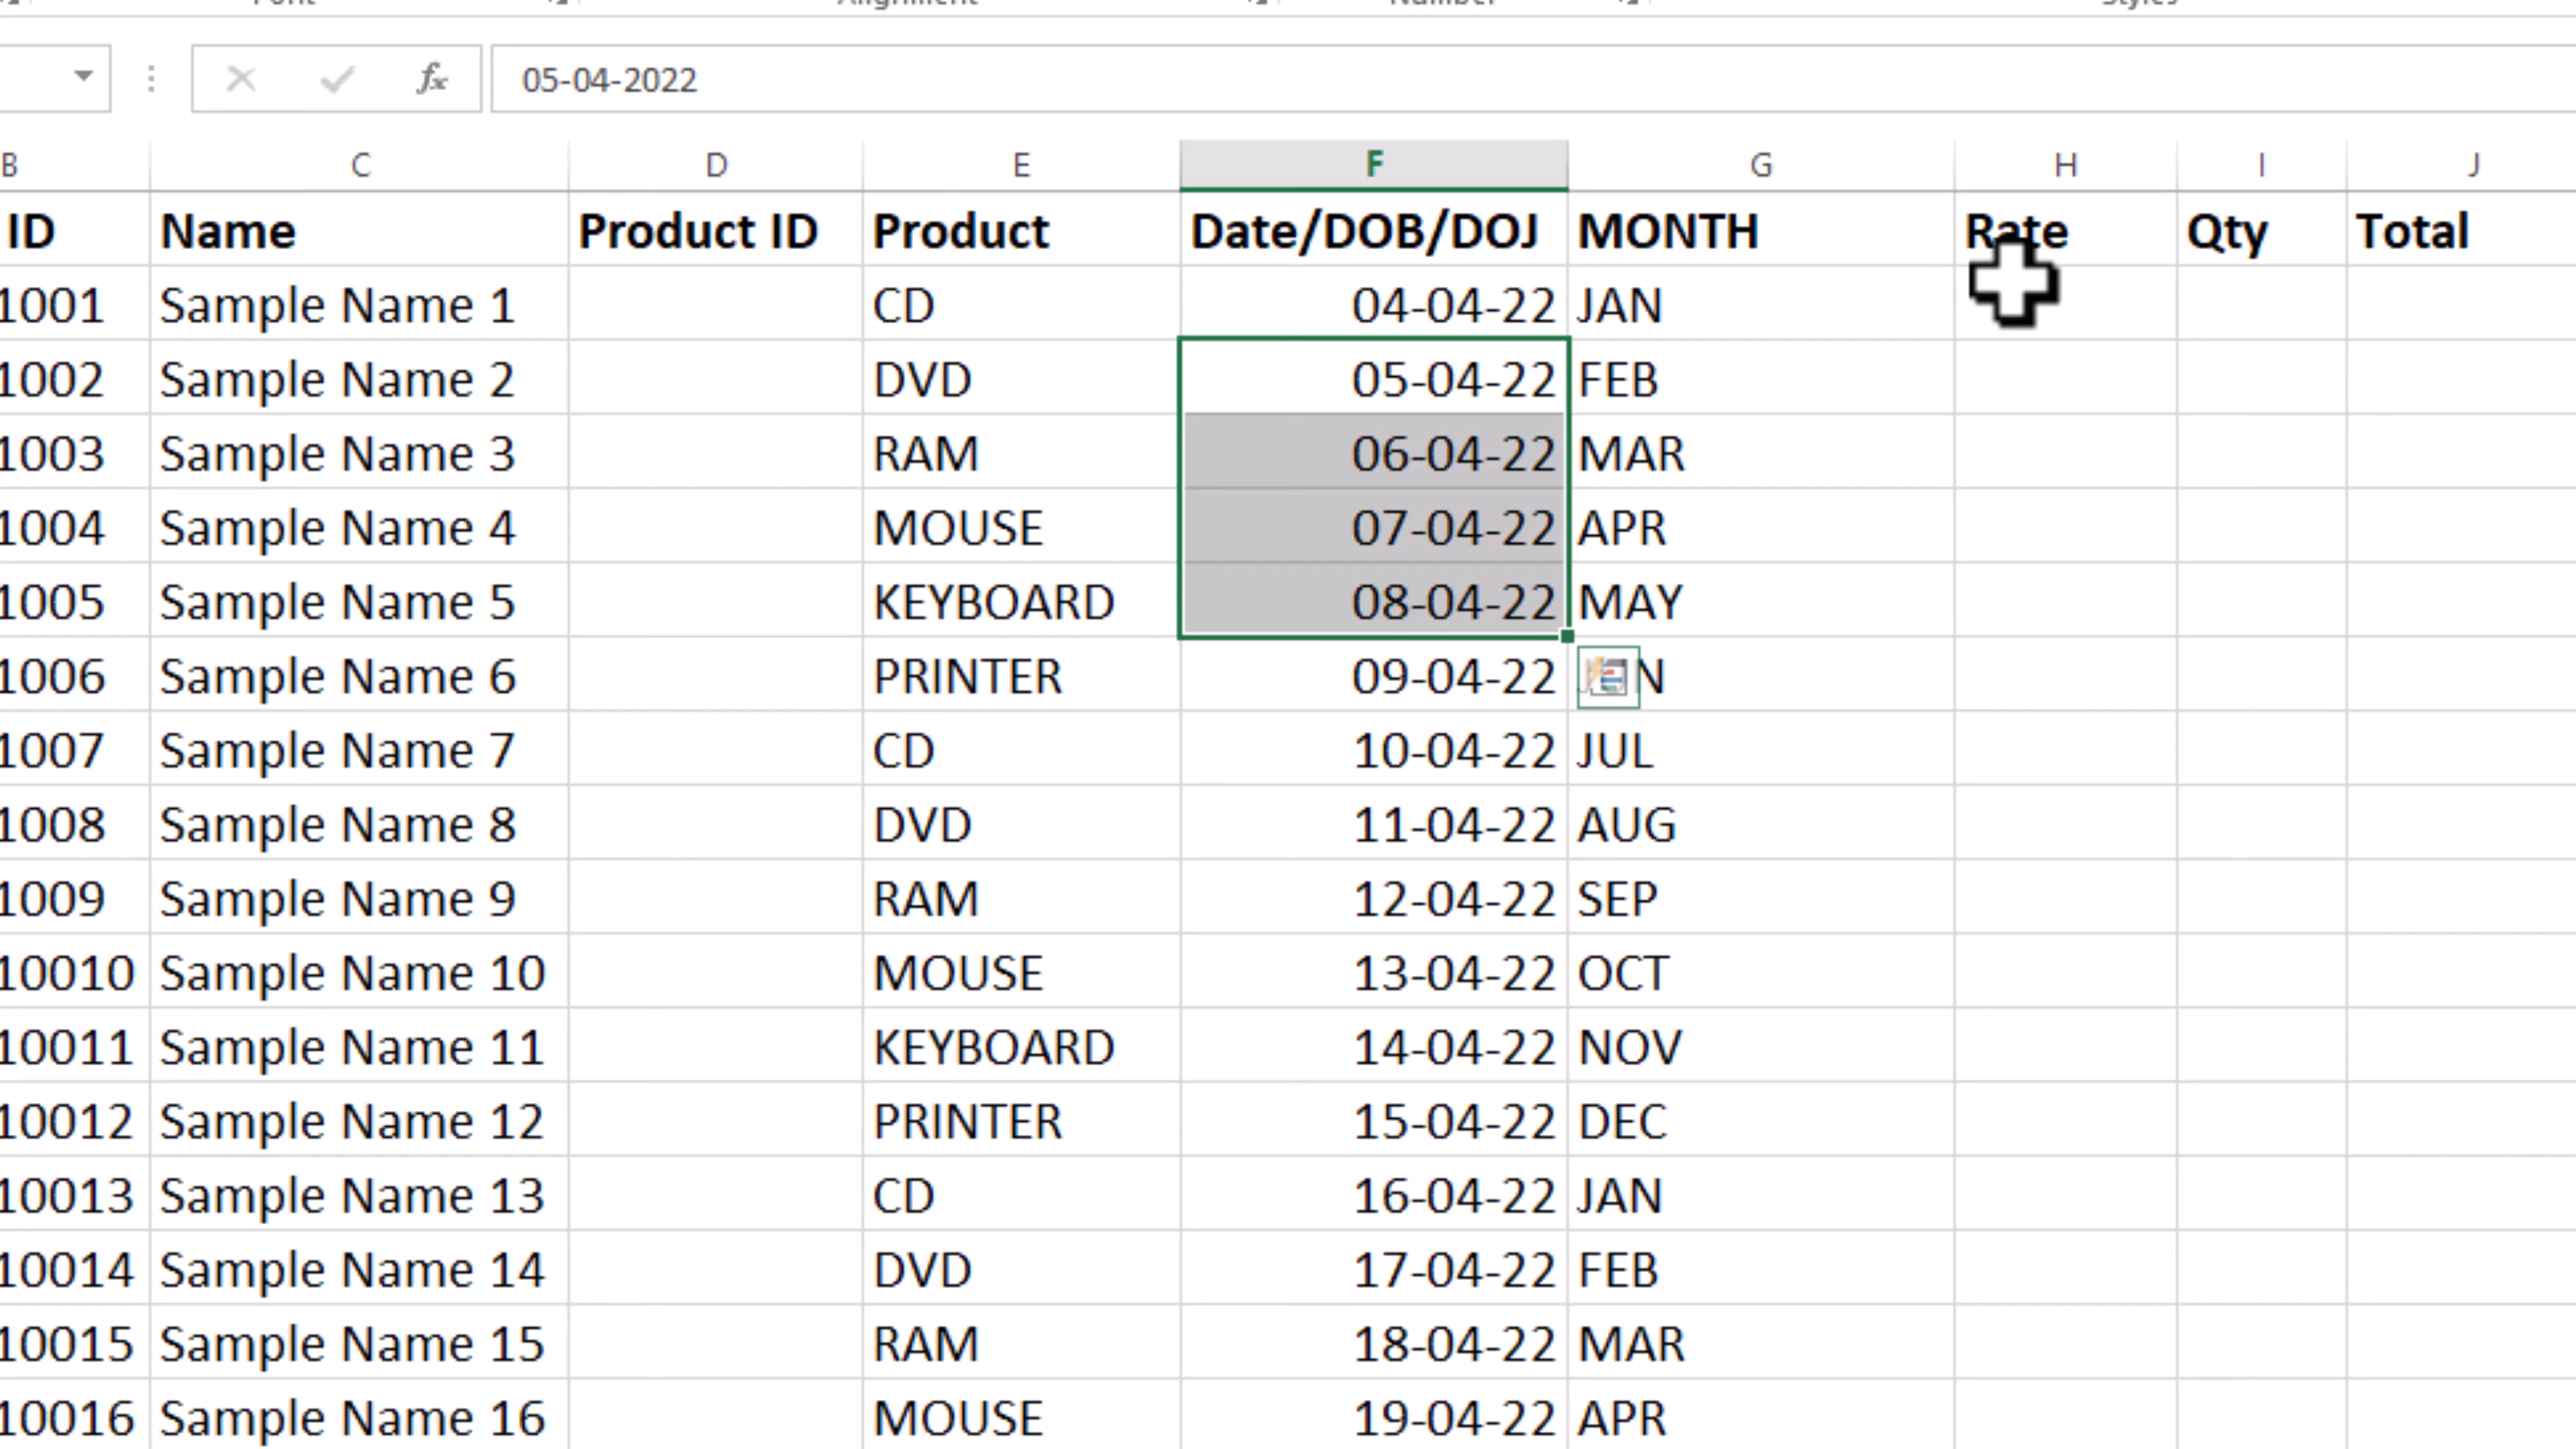 Font Alignment Number Styles
fx 05-04-2022
B C D E F G H I J
ID Name Product ID Product Date/DOB/DOJ MONTH Rate Qty Total
1001 Sample Name 1 CD 04-04-22 JAN
1002 Sample Name 2 DVD 05-04-22 FEB
1003 Sample Name 3 RAM 06-04-22 MAR
1004 Sample Name 4 MOUSE 07-04-22 APR
1005 Sample Name 5 KEYBOARD 08-04-22 MAY
1006 Sample Name 6 PRINTER 09-04-22
1007 Sample Name 7 CD 10-04-22 JUL
1008 Sample Name 8 DVD 11-04-22 AUG
1009 Sample Name 9 RAM 12-04-22 SEP
10010 Sample Name 10 MOUSE 13-04-22 OCT
10011 Sample Name 11 KEYBOARD 14-04-22 NOV
10012 Sample Name 12 PRINTER 15-04-22 DEC
10013 Sample Name 13 CD 16-04-22 JAN
10014 Sample Name 14 DVD 17-04-22 FEB
10015 Sample Name 15 RAM 18-04-22 MAR
10016 Sample Name 16 MOUSE 19-04-22 APR